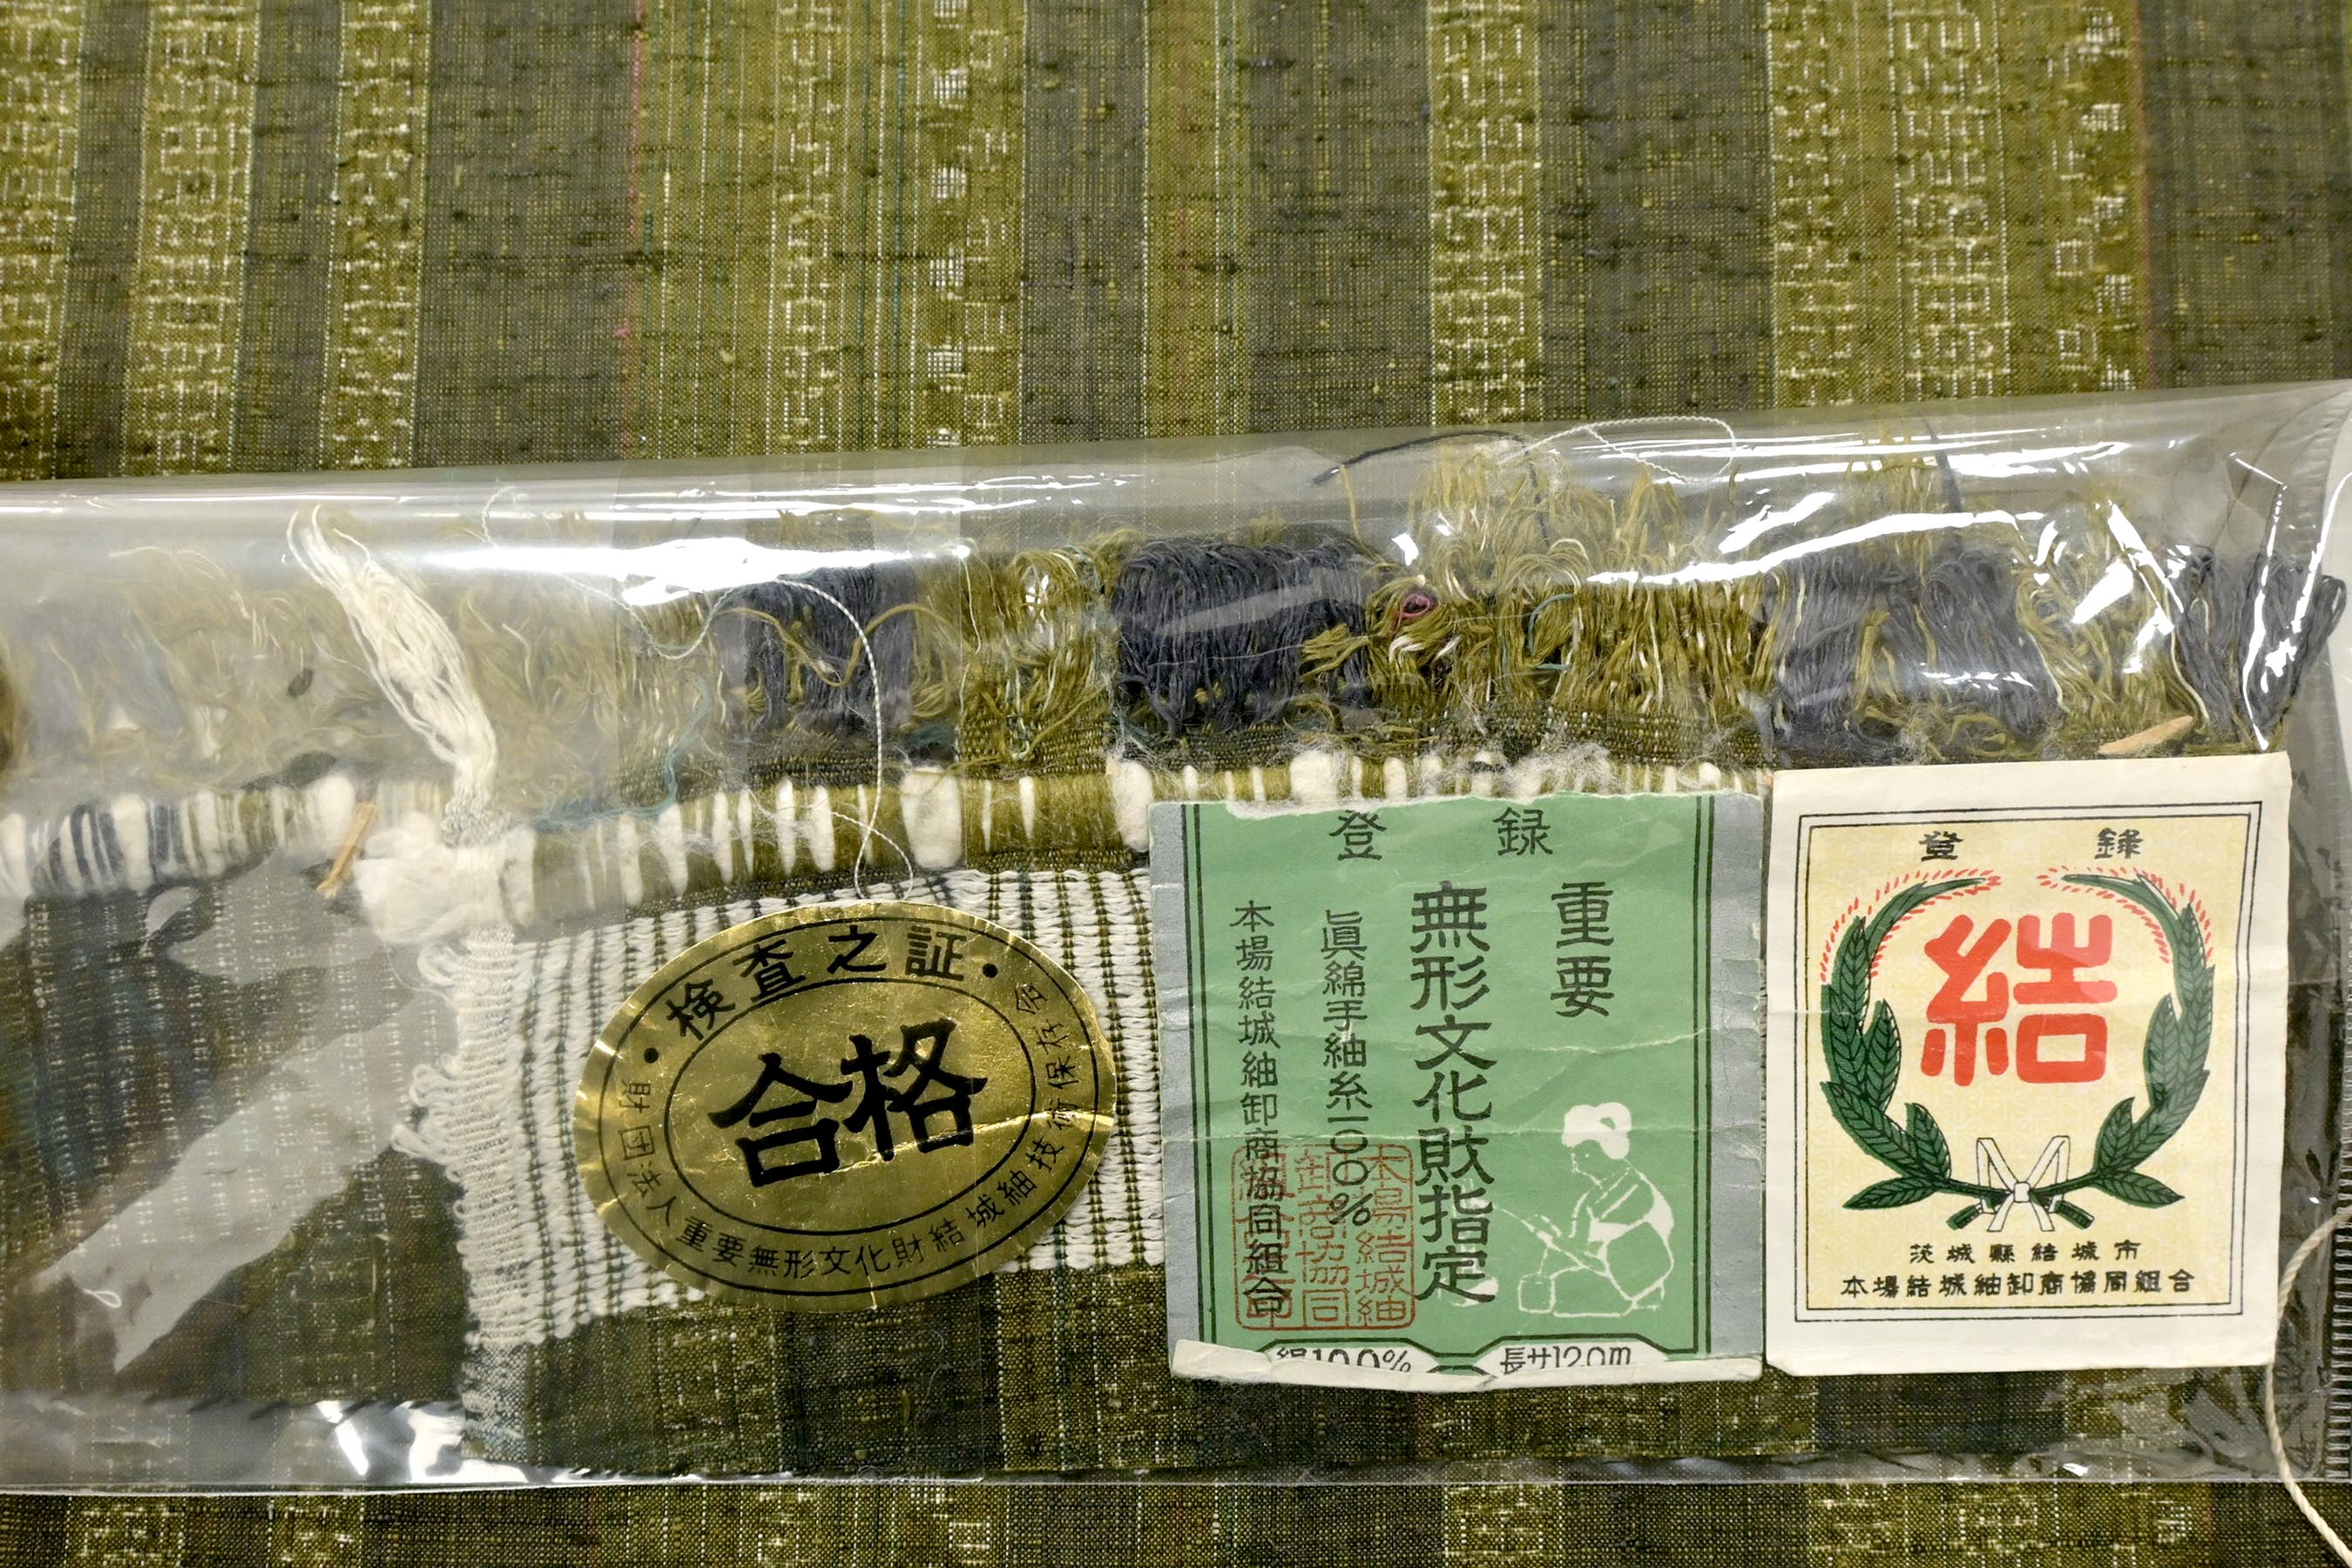 ・検査之証・
合格
財団法人重要無形文化財結城紬技術保存会
登録
重要
無形文化財指定
眞綿手紬糸一〇〇%
本場結城紬卸商協同組合
本場結城紬
卸商協同
組合
絹100%
長サ12.0m
登録
結
茨城縣結城市
本場結城紬卸商協同組合